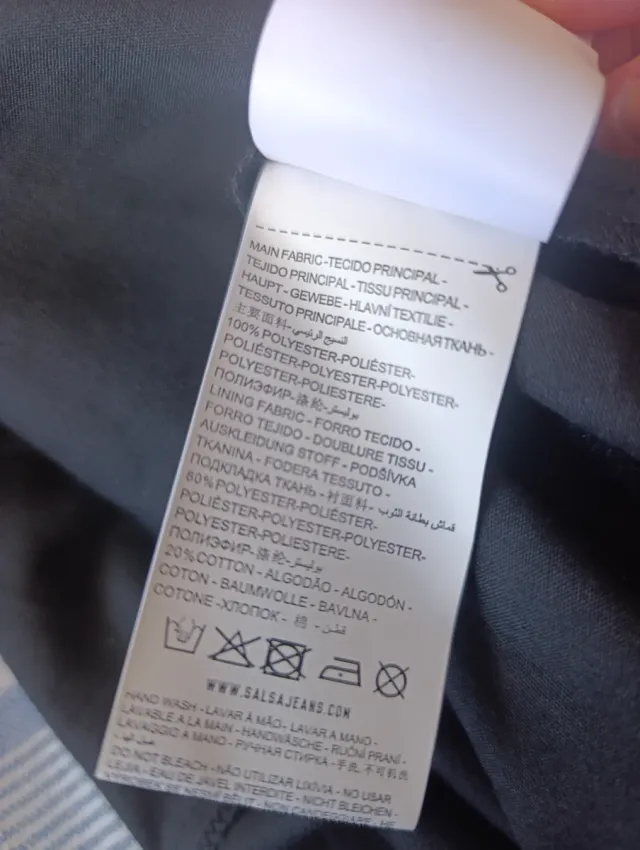 MAIN FABRIC-TECIDO PRINCIPAL -
TEJIDO PRINCIPAL - TISSU PRINCIPAL -
HAUPT - GEWEBE - HLAVNÍ TEXTILIE -
TESSUTO PRINCIPALE - ОСНОВНАЯ ТКАНЬ -
主要面料-النسيج الرئيسي
100% POLYESTER-POLIÉSTER-
POLIÉSTER-POLYESTER-POLYESTER-
POLYESTER-POLIESTERE-
ПОЛИЭФИР-涤纶-بوليستر
LINING FABRIC - FORRO TECIDO -
FORRO TEJIDO - DOUBLURE TISSU -
AUSKLEIDUNG STOFF - PODŠÍVKA
TKANINA - FODERA TESSUTO -
ПОДКЛАДКА ТКАНЬ - 衬面料 - قماش بطانة الثوب
80% POLYESTER-POLIÉSTER-
POLIÉSTER-POLYESTER-POLYESTER-
POLYESTER-POLIESTERE-
ПОЛИЭФИР-涤纶-بوليستر
20% COTTON - ALGODÃO - ALGODÓN -
COTON - BAUMWOLLE - BAVLNA -
COTONE -ХЛОПОК - 棉 - قطن
WWW.SALSAJEANS.COM
HAND WASH - LAVAR À MÃO - LAVAR A MANO -
LAVABLE A LA MAIN - HANDWÄSCHE - RUČNÍ PRANÍ -
LAVAGGIO A MANO - РУЧНАЯ СТИРКА - 手洗,不可机洗
DO NOT BLEACH - NÃO UTILIZAR LIXÍVIA - NO USAR
LEJIA - EAU DE JAVEL INTERDITE - NICHT BLEICHEN -